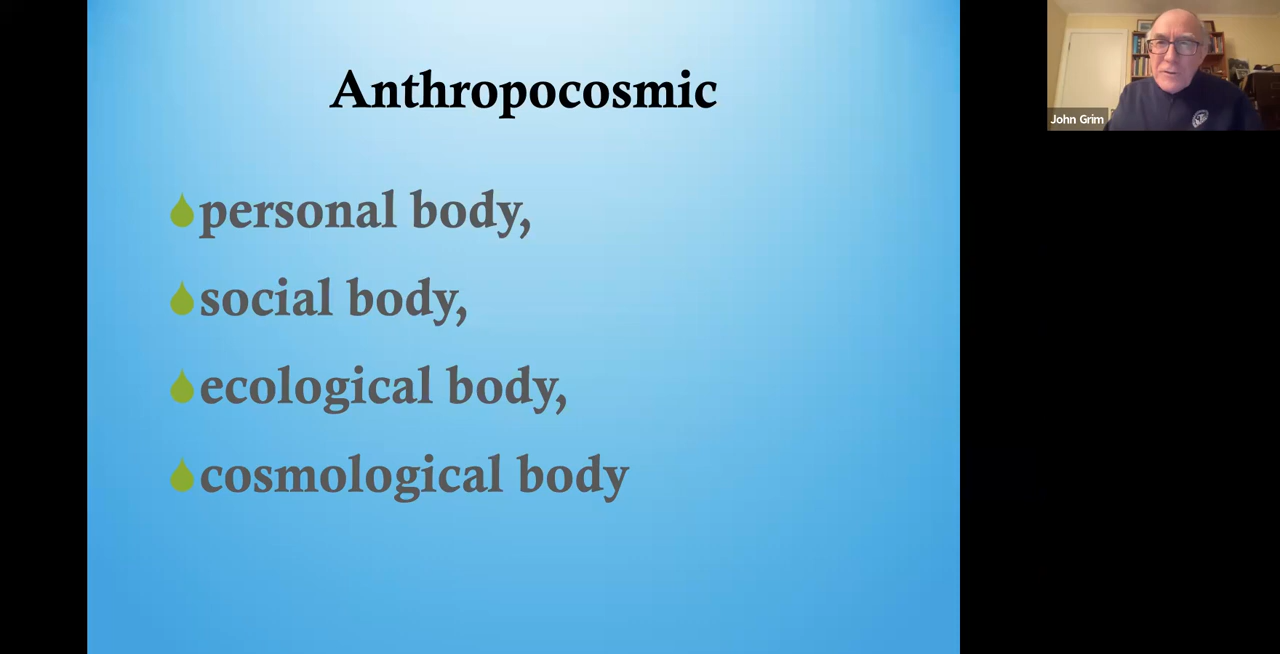 Anthropocosmic
personal body,
social body,
ecological body,
cosmological body
John Grim